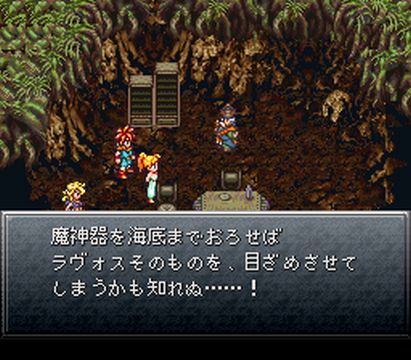 魔神器を海底までおろせば
ラヴォスそのものを、目ざめさせて
しまうかも知れぬ……！